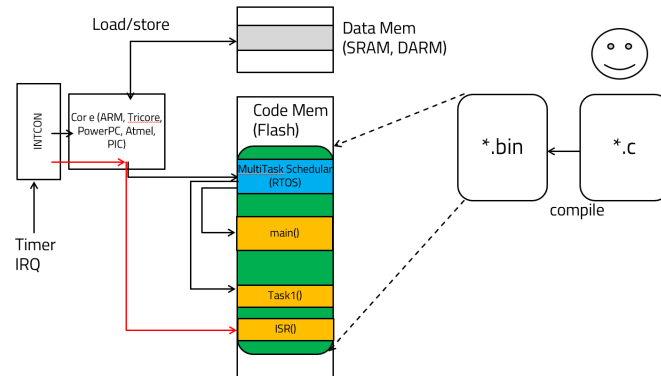 Load/store
Data Mem
(SRAM, DARM)
INTCON
Cor e (ARM, Tricore,
PowerPC, Atmel,
PIC)
Code Mem
(Flash)
MultiTask Schedular
(RTOS)
main()
Task1()
ISR()
Timer
IRQ
*.bin
*.c
compile